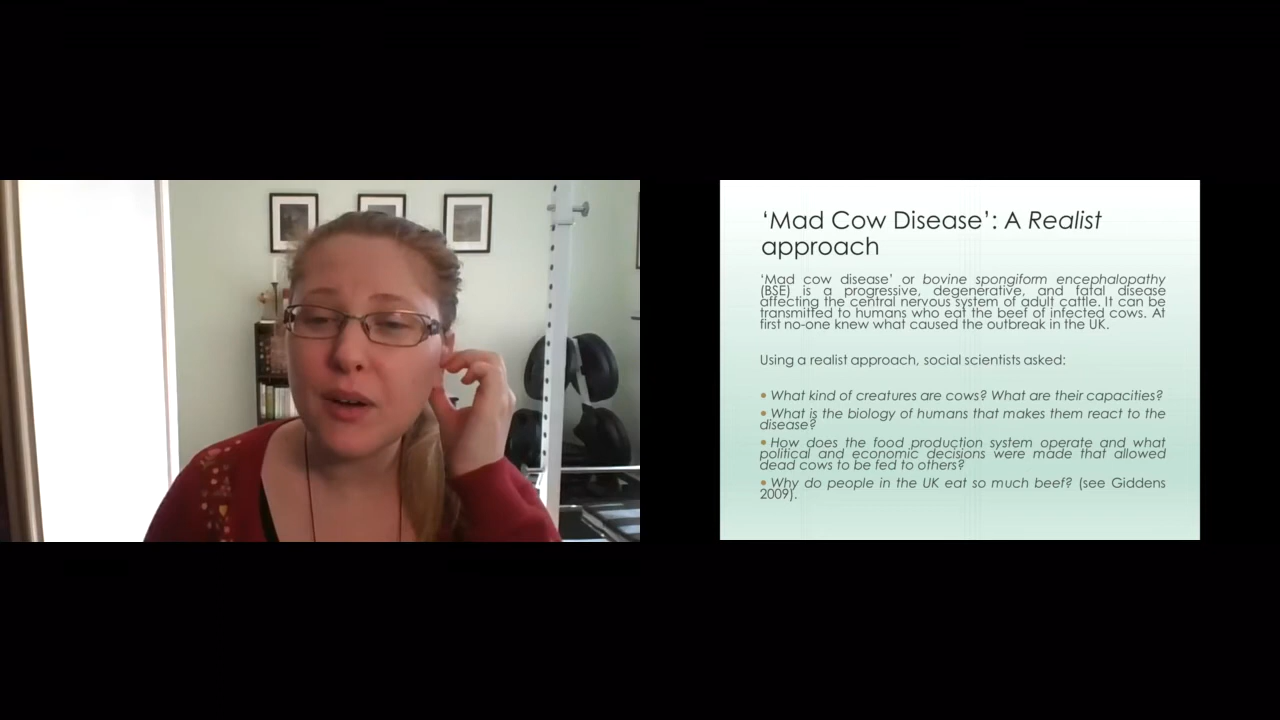 ‘Mad Cow Disease’: A Realist
approach
‘Mad cow disease’ or bovine spongiform encephalopathy
(BSE) is a progressive, degenerative, and fatal disease
affecting the central nervous system of adult cattle. It can be
transmitted to humans who eat the beef of infected cows. At
first no-one knew what caused the outbreak in the UK.
Using a realist approach, social scientists asked:
• What kind of creatures are cows? What are their capacities?
• What is the biology of humans that makes them react to the
disease?
• How does the food production system operate and what
political and economic decisions were made that allowed
dead cows to be fed to others?
• Why do people in the UK eat so much beef? (see Giddens
2009).